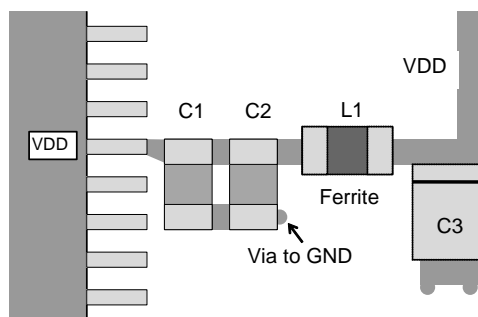 VDD
C1
C2
L1
VDD
Ferrite
C3
Via to GND